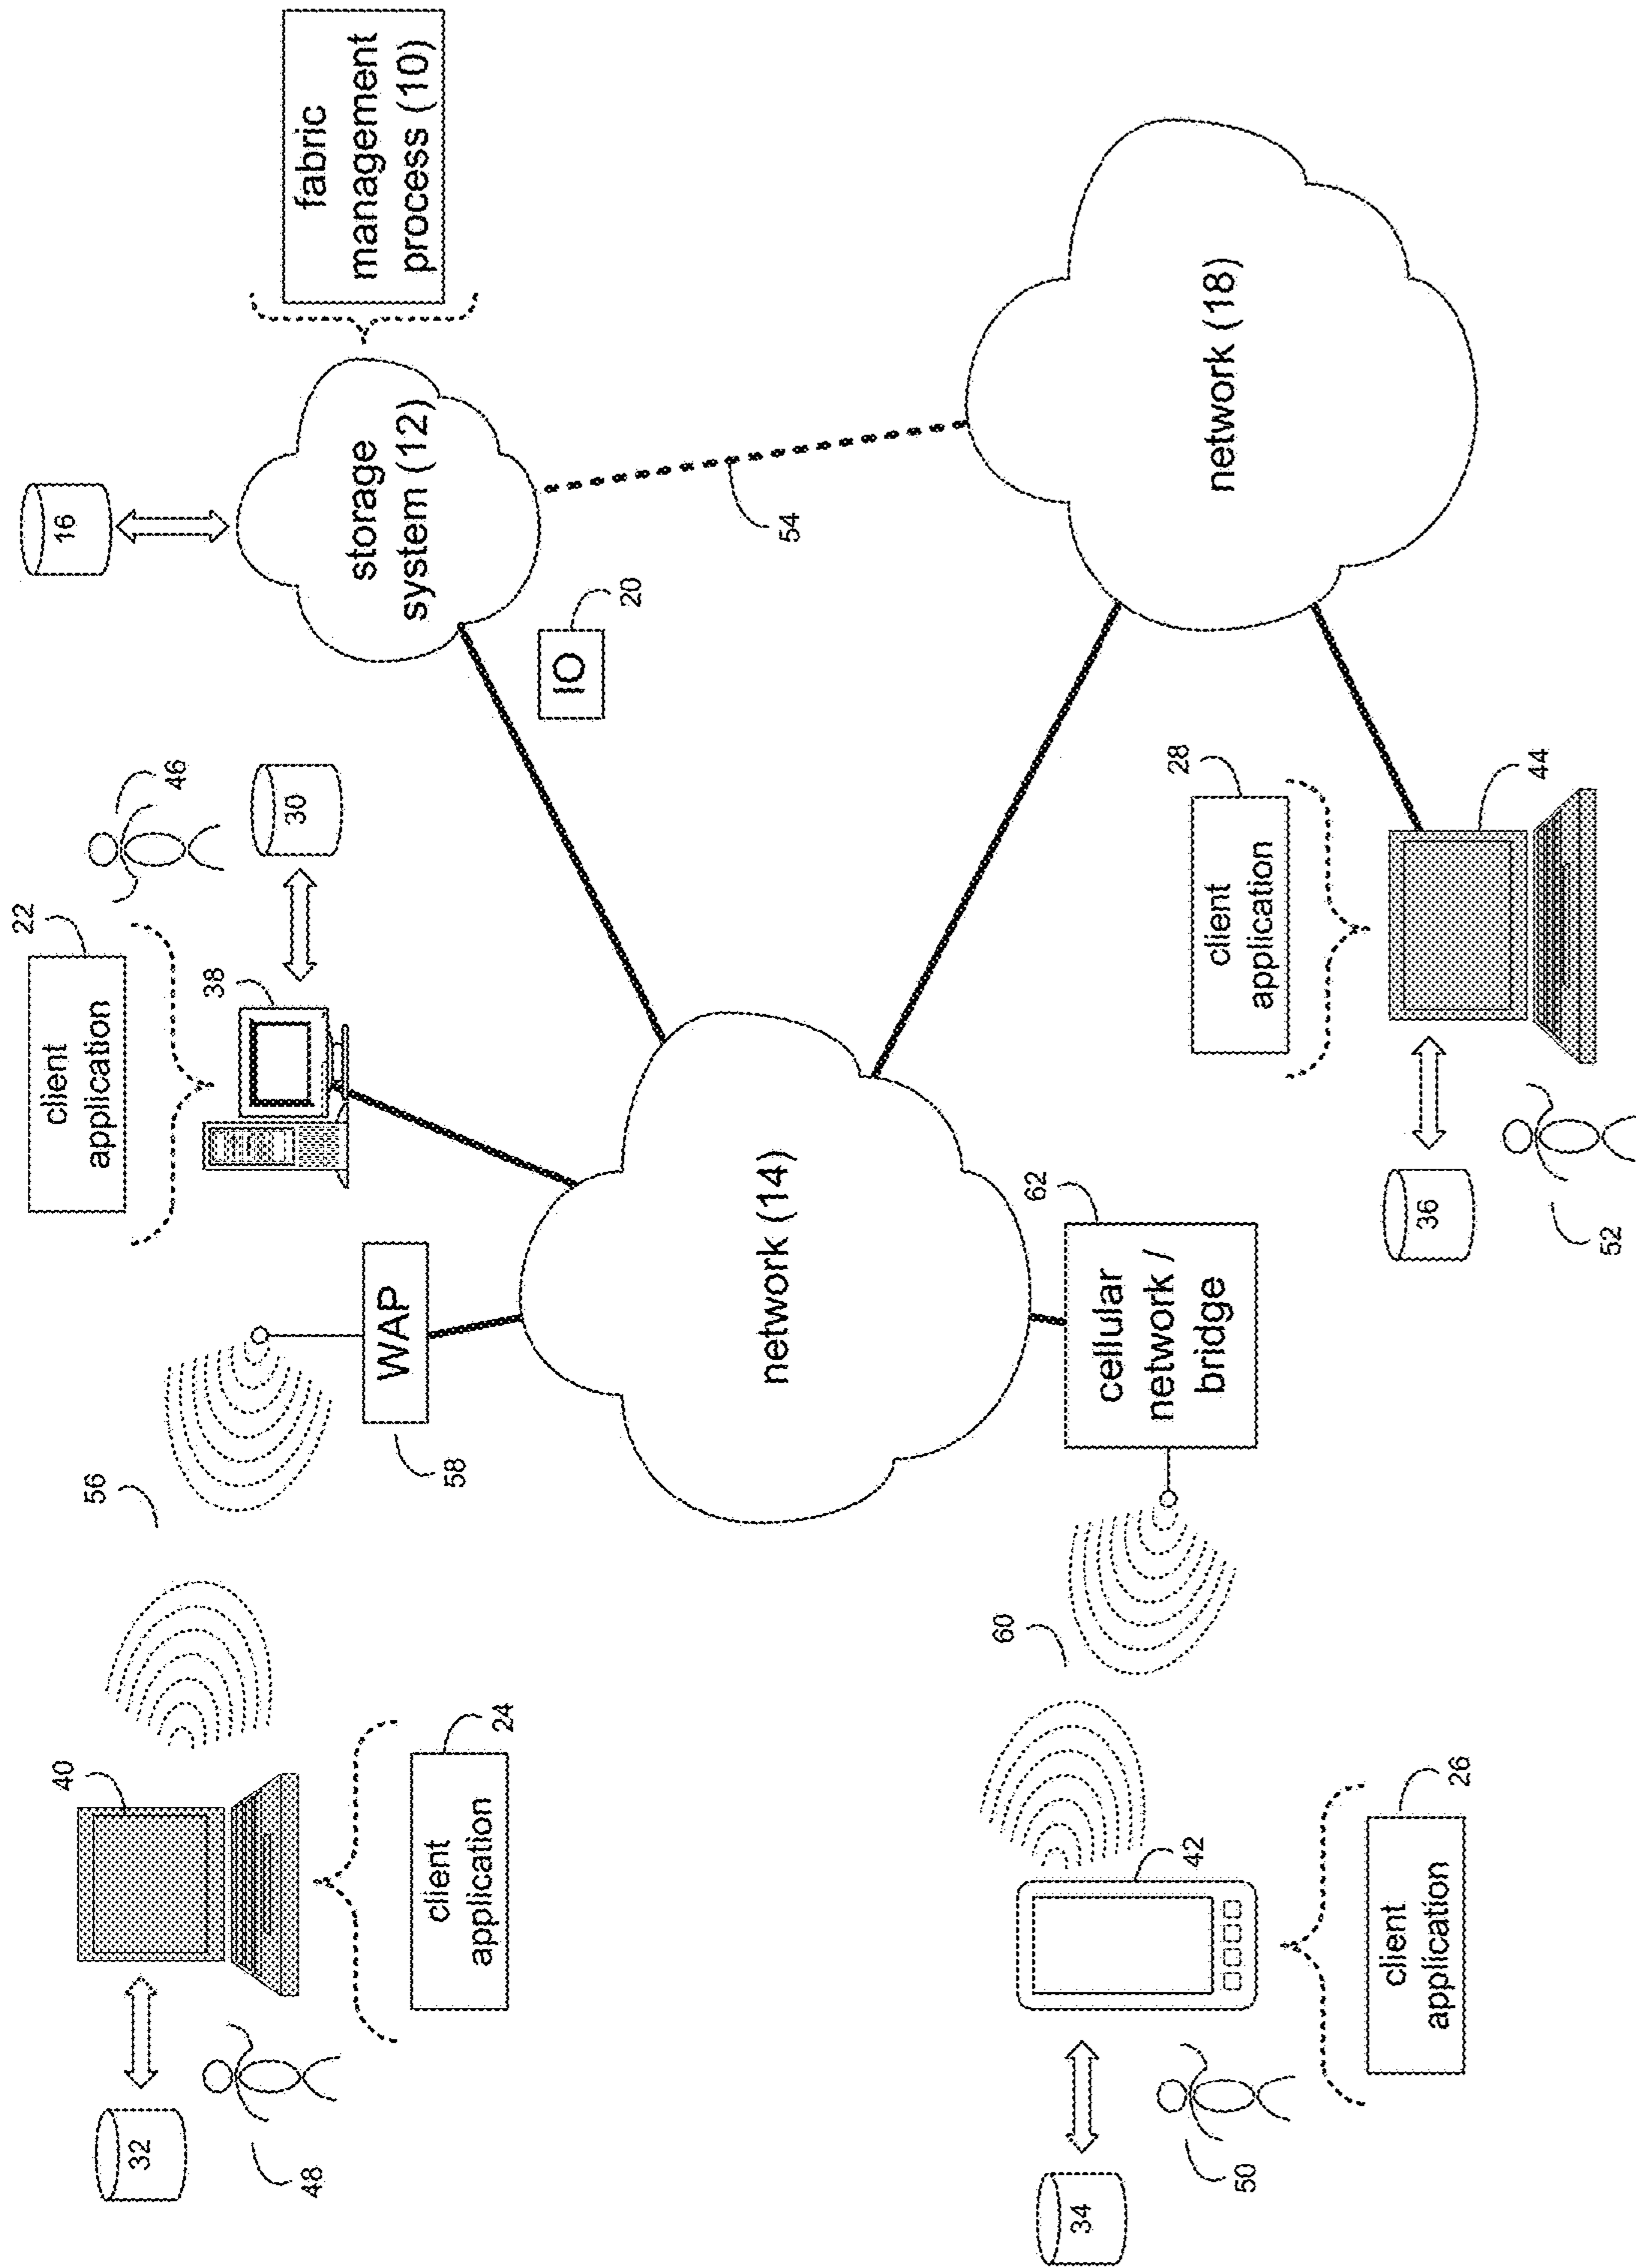 32
40
56
48
client
application
24
58
WAP
client
application
22
38
46
30
16
storage
system (12)
fabric
management
process (10)
IO
20
54
network (14)
network (18)
34
42
60
50
client
application
26
cellular
network /
bridge
62
client
application
28
44
36
52